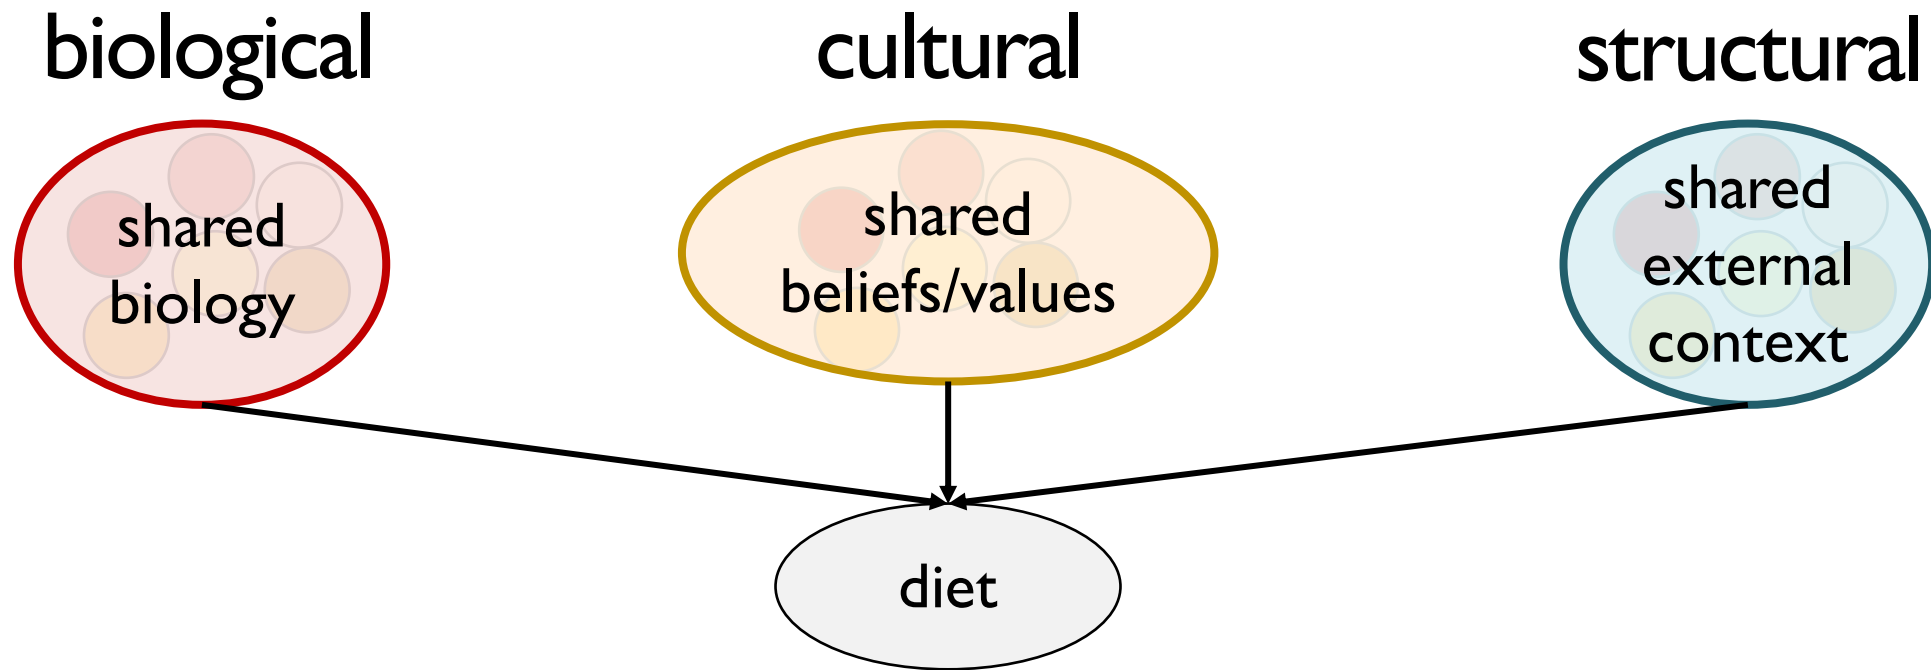 biological
cultural
structural
shared
biology
shared
beliefs/values
shared
external
context
diet